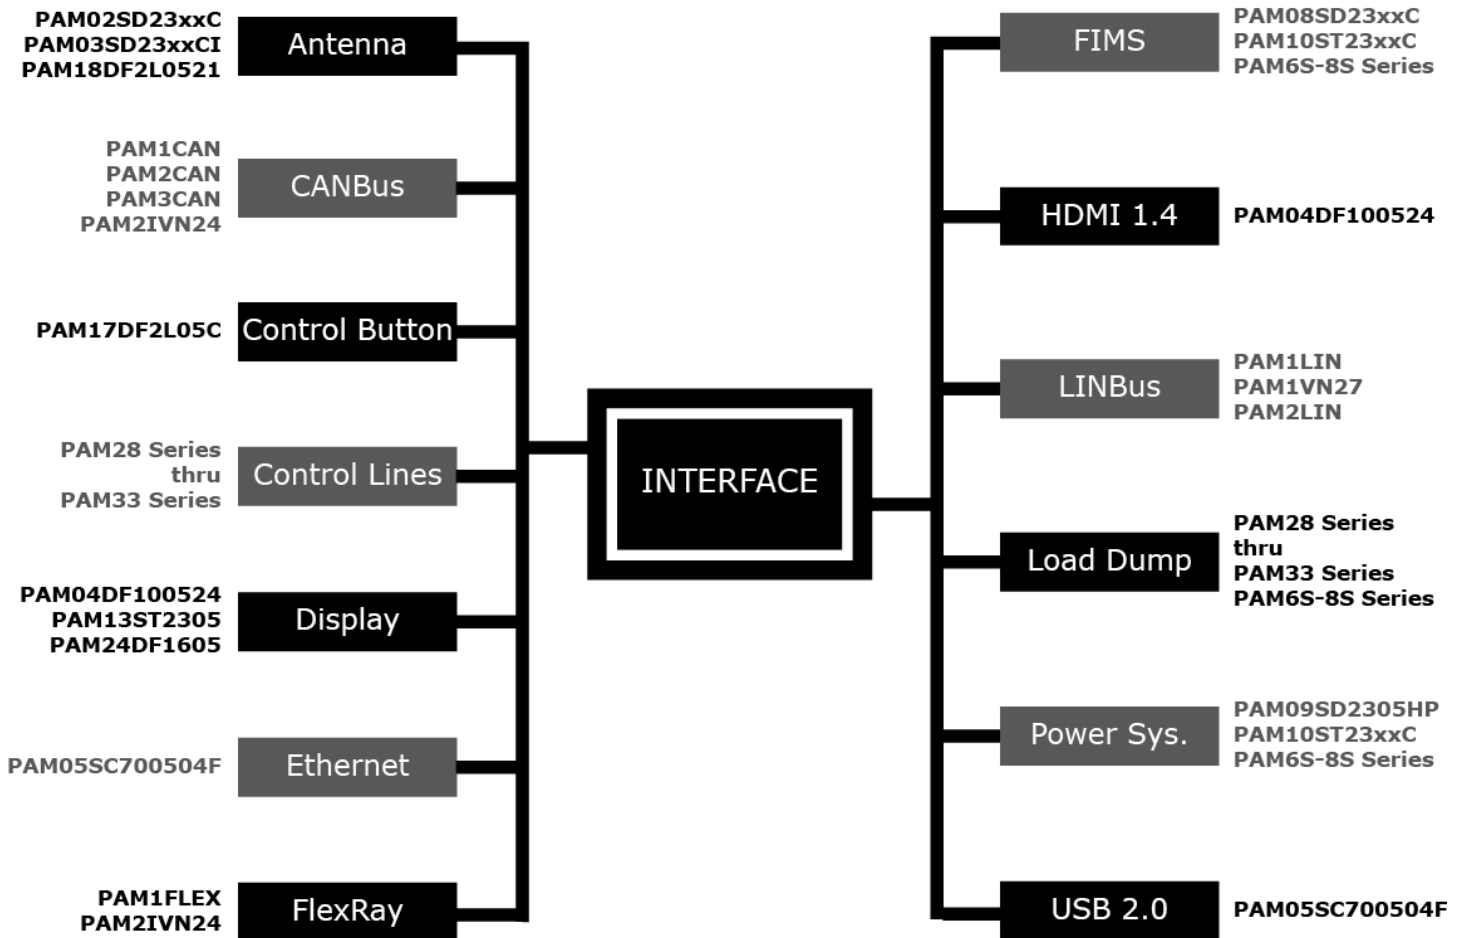 PAM02SD23xxC
PAM03SD23xxCI
PAM18DF2L0521
Antenna
PAM1CAN
PAM2CAN
PAM3CAN
PAM2IVN24
CANBus
PAM17DF2L05C
Control Button
PAM28 Series
thru
PAM33 Series
Control Lines
PAM04DF100524
PAM13ST2305
PAM24DF1605
Display
PAM05SC700504F
Ethernet
PAM1FLEX
PAM2IVN24
FlexRay
INTERFACE
FIMS
PAM08SD23xxC
PAM10ST23xxC
PAM6S-8S Series
HDMI 1.4
PAM04DF100524
LINBus
PAM1LIN
PAM1VN27
PAM2LIN
Load Dump
PAM28 Series
thru
PAM33 Series
PAM6S-8S Series
Power Sys.
PAM09SD2305HP
PAM10ST23xxC
PAM6S-8S Series
USB 2.0
PAM05SC700504F